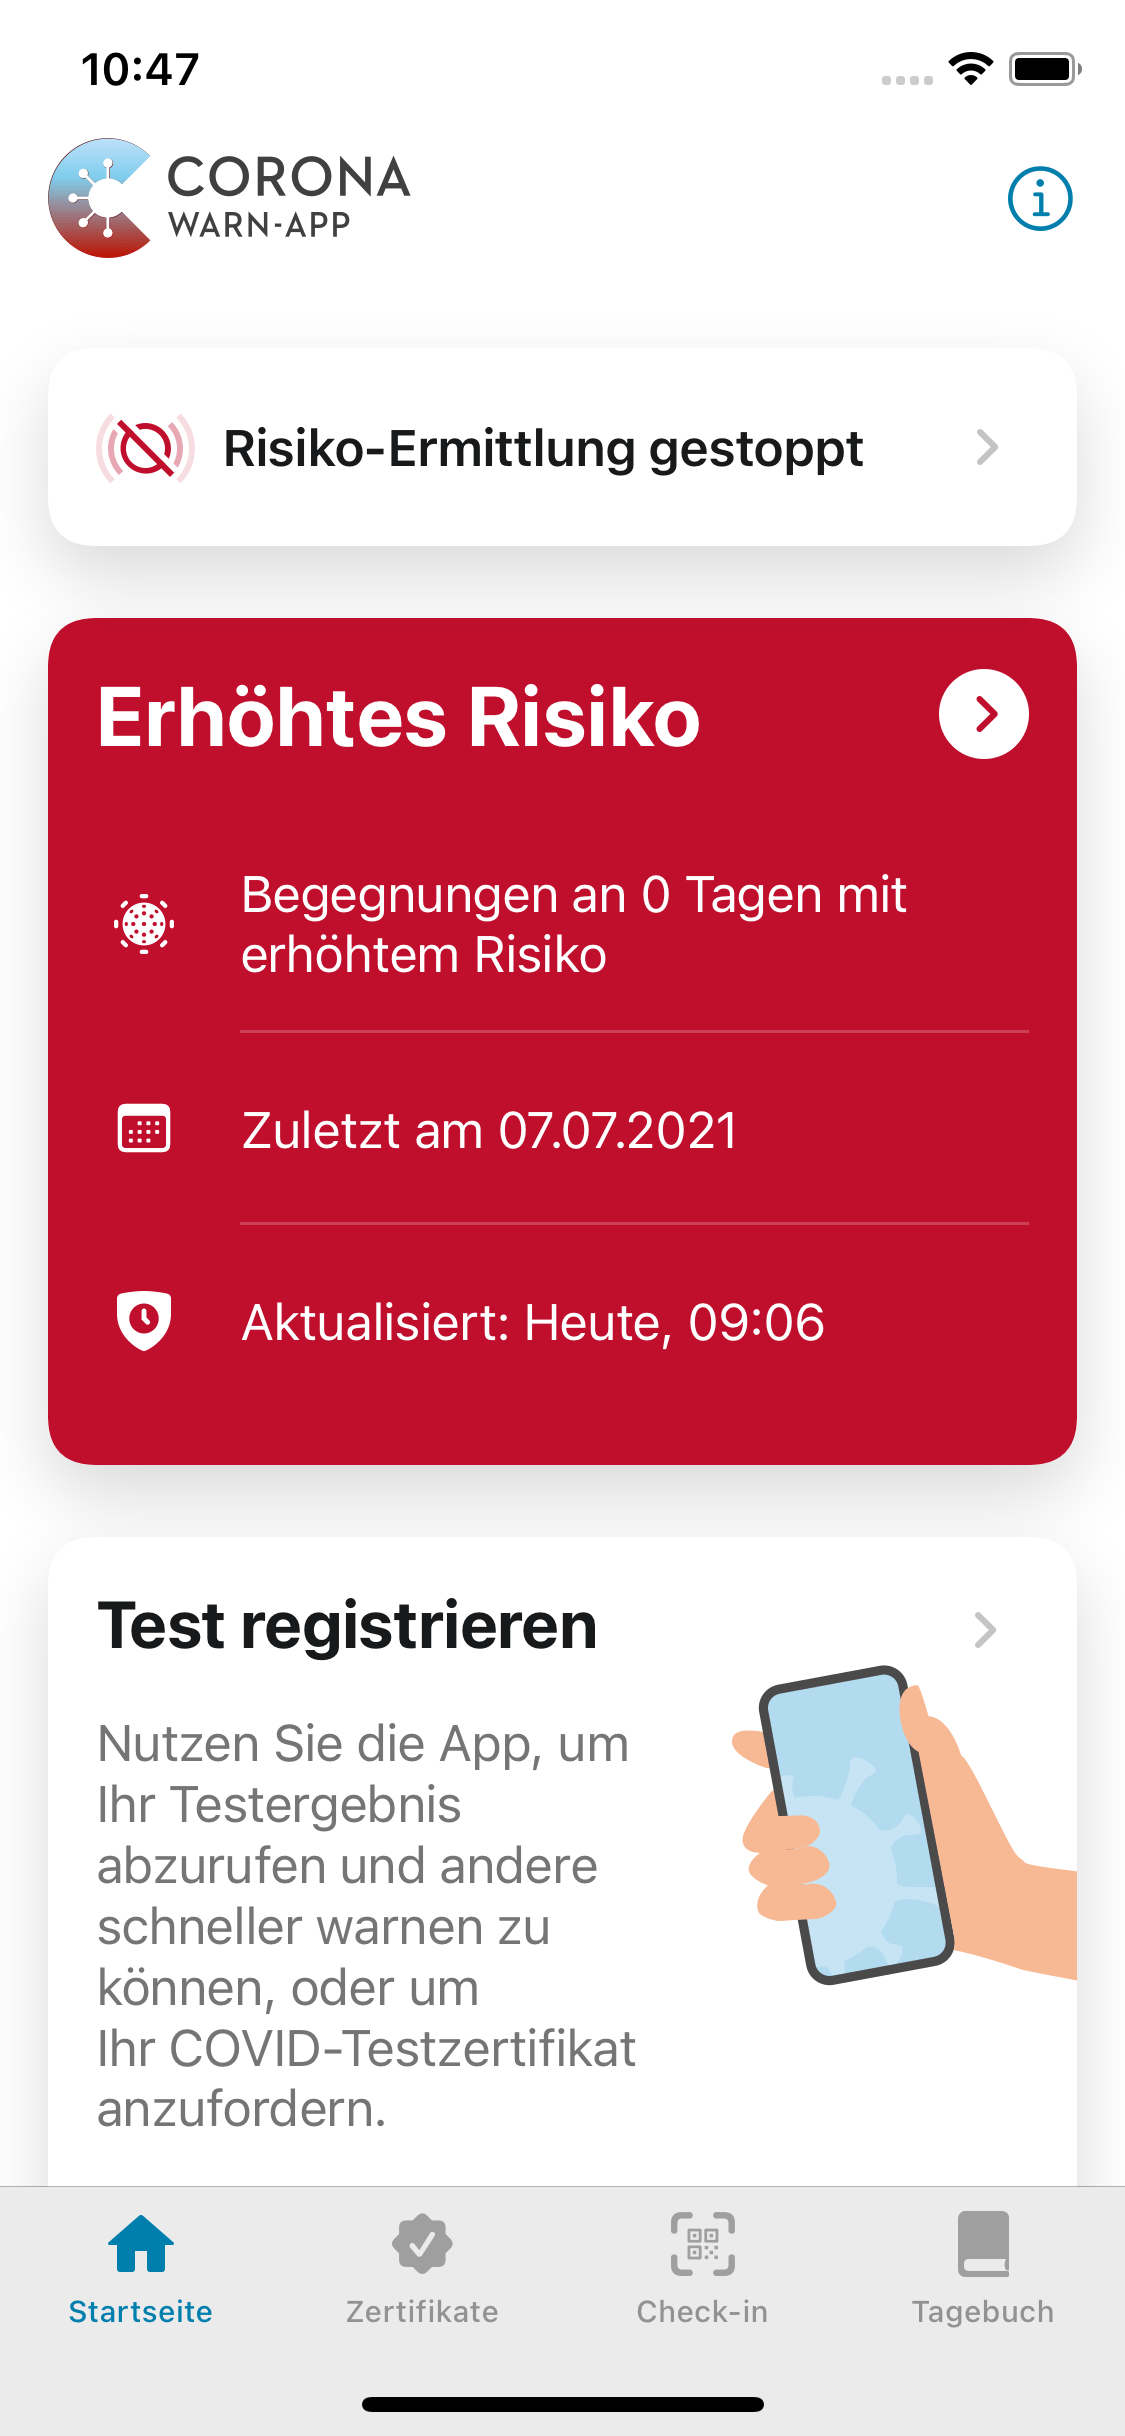 10:47
CORONA
WARN-APP
Risiko-Ermittlung gestoppt
Erhöhtes Risiko
Begegnungen an 0 Tagen mit
erhöhtem Risiko
Zuletzt am 07.07.2021
Aktualisiert: Heute, 09:06
Test registrieren
Nutzen Sie die App, um
Ihr Testergebnis
abzurufen und andere
schneller warnen zu
können, oder um
Ihr COVID-Testzertifikat
anzufordern.
Startseite
Zertifikate
Check-in
Tagebuch